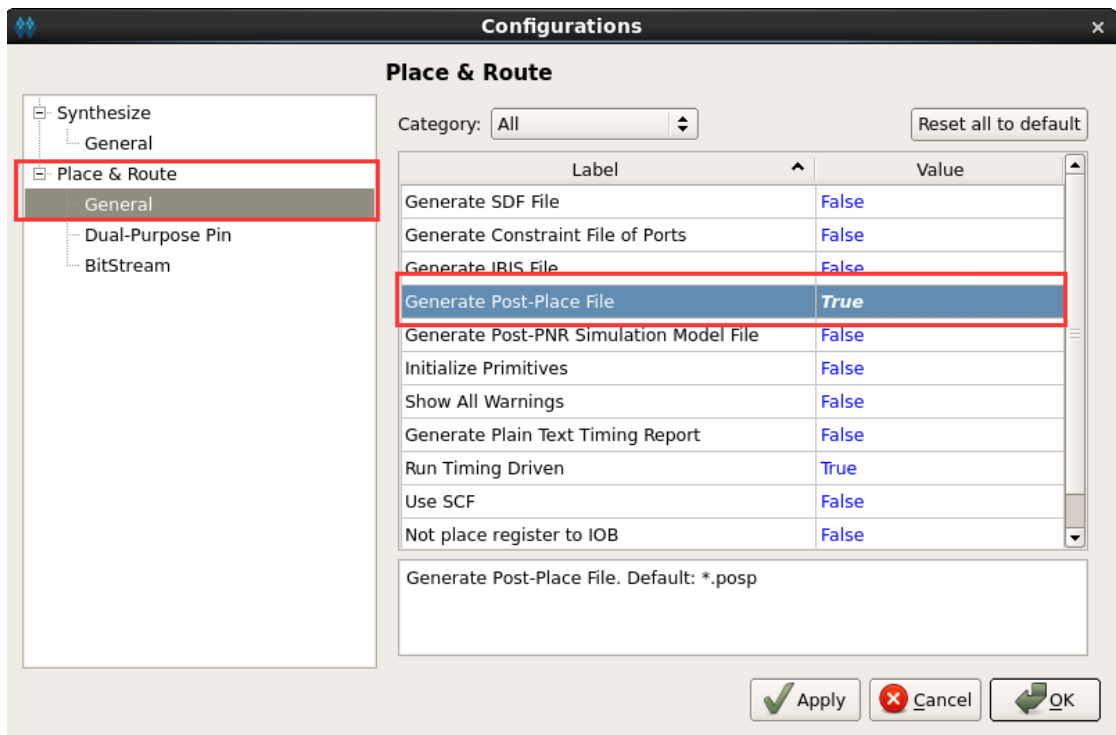 Configurations
Place & Route
Synthesize
General
Place & Route
General
Dual-Purpose Pin
BitStream
Category: All Reset all to default
Label Value
Generate SDF File False
Generate Constraint File of Ports False
Generate IBIS File False
Generate Post-Place File True
Generate Post-PNR Simulation Model File False
Initialize Primitives False
Show All Warnings False
Generate Plain Text Timing Report False
Run Timing Driven True
Use SCF False
Not place register to IOB False
Generate Post-Place File. Default: *.posp
Apply Cancel OK